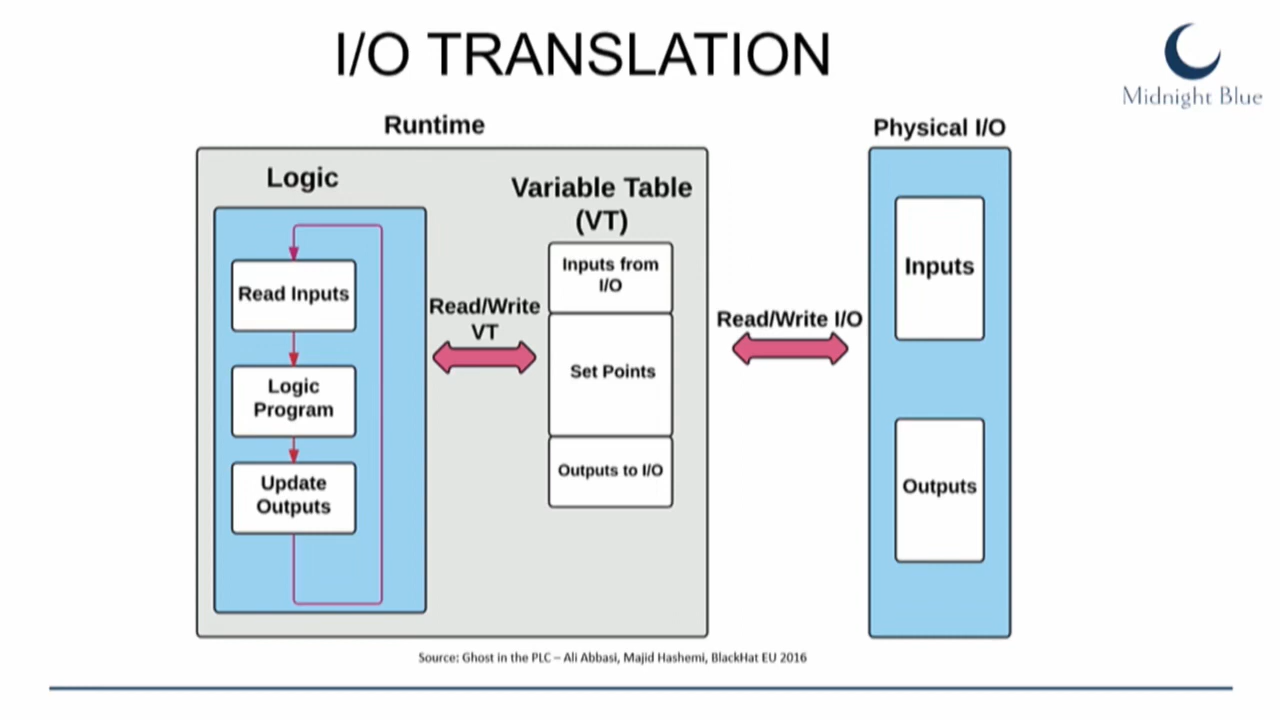 I/O TRANSLATION
Midnight Blue
Runtime
Physical I/O
Logic
Variable Table
(VT)
Read Inputs
Logic
Program
Update
Outputs
Read/Write
VT
Inputs from
I/O
Set Points
Outputs to I/O
Read/Write I/O
Inputs
Outputs
Source: Ghost in the PLC – Ali Abbasi, Majid Hashemi, BlackHat EU 2016